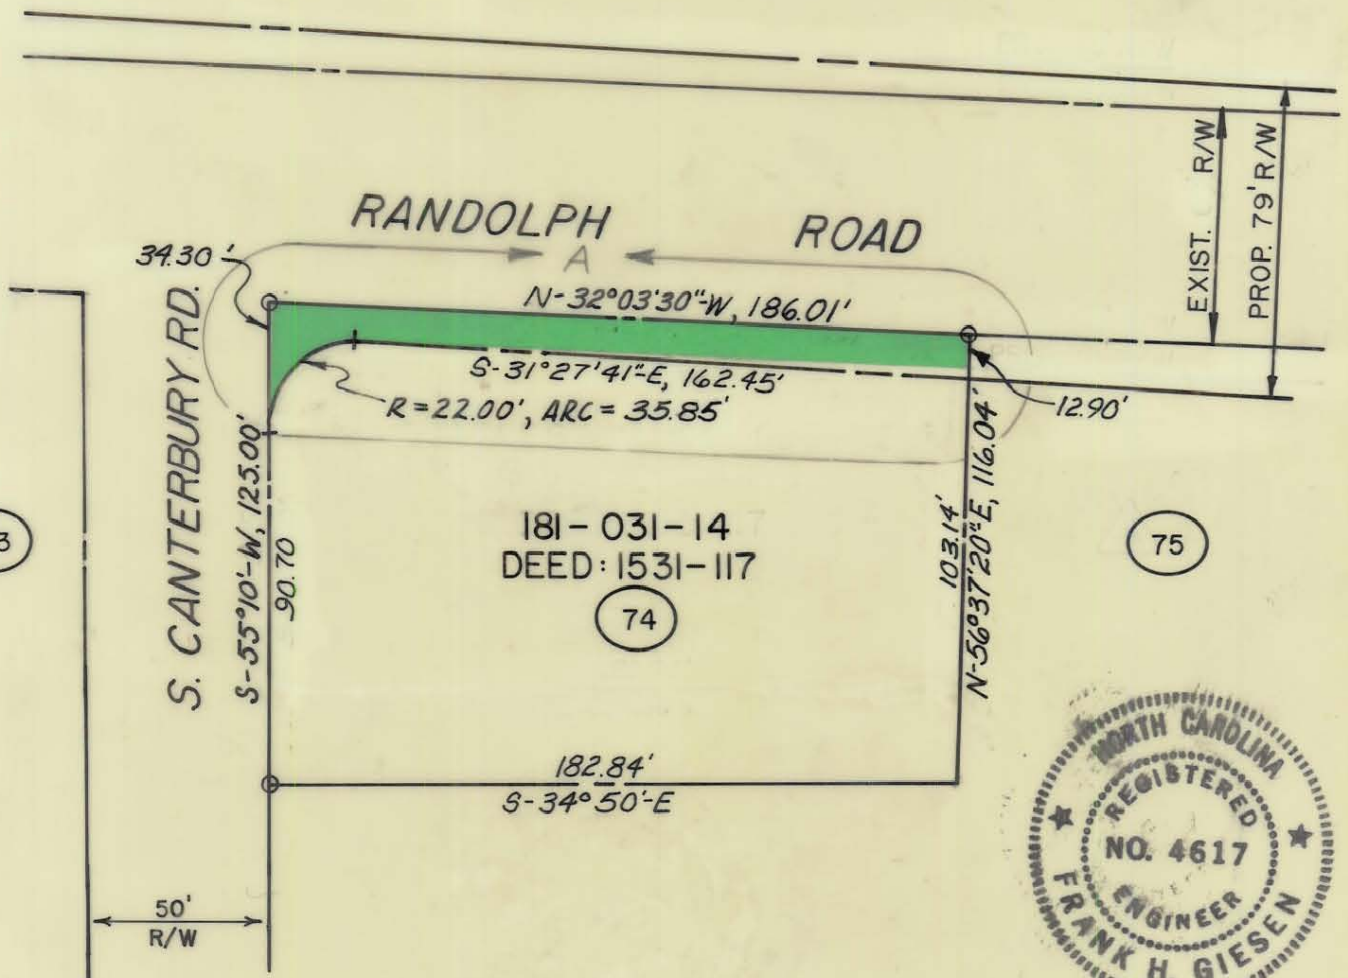 RANDOLPH ROAD
A
34.30'
N-32°03'30"-W, 186.01'
S-31°27'41"-E, 162.45'
R=22.00', ARC = 35.85'
12.90'
EXIST. R/W
PROP. 79' R/W
S. CANTERBURY RD.
S-55°10'-W, 125.00'
90.70
181-031-14
DEED: 1531-117
74
103.14'
N-56°37'20"E, 116.04'
75
3
182.84'
S-34°50'-E
50'
R/W
NORTH CAROLINA
REGISTERED
NO. 4617
ENGINEER
FRANK H. GIESEN